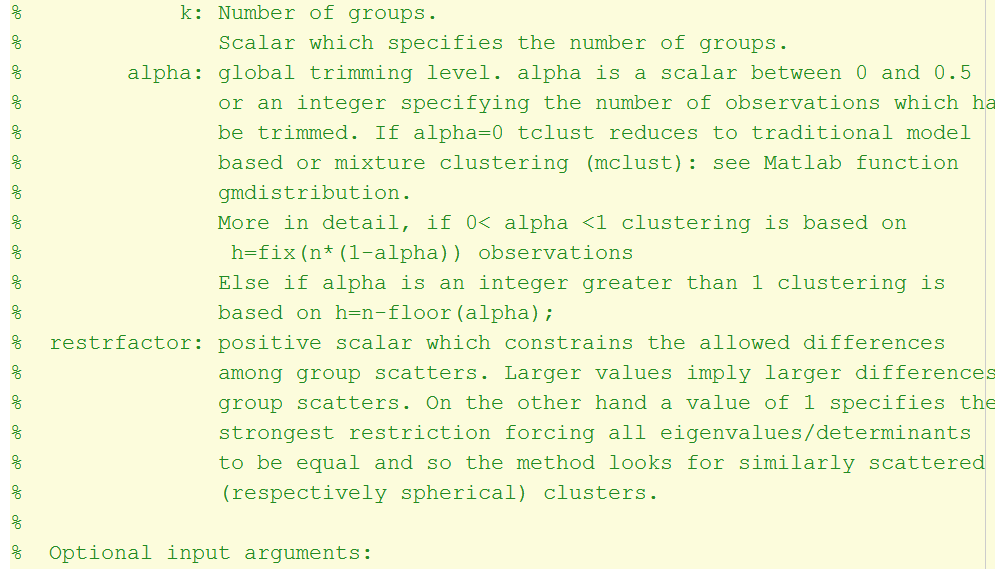 %            k: Number of groups.
%               Scalar which specifies the number of groups.
%        alpha: global trimming level. alpha is a scalar between 0 and 0.5
%               or an integer specifying the number of observations which ha
%               be trimmed. If alpha=0 tclust reduces to traditional model
%               based or mixture clustering (mclust): see Matlab function
%               gmdistribution.
%               More in detail, if 0< alpha <1 clustering is based on
%                h=fix(n*(1-alpha)) observations
%               Else if alpha is an integer greater than 1 clustering is
%               based on h=n-floor(alpha);
%  restrfactor: positive scalar which constrains the allowed differences
%               among group scatters. Larger values imply larger differences
%               group scatters. On the other hand a value of 1 specifies the
%               strongest restriction forcing all eigenvalues/determinants
%               to be equal and so the method looks for similarly scattered
%               (respectively spherical) clusters.
%
%  Optional input arguments: